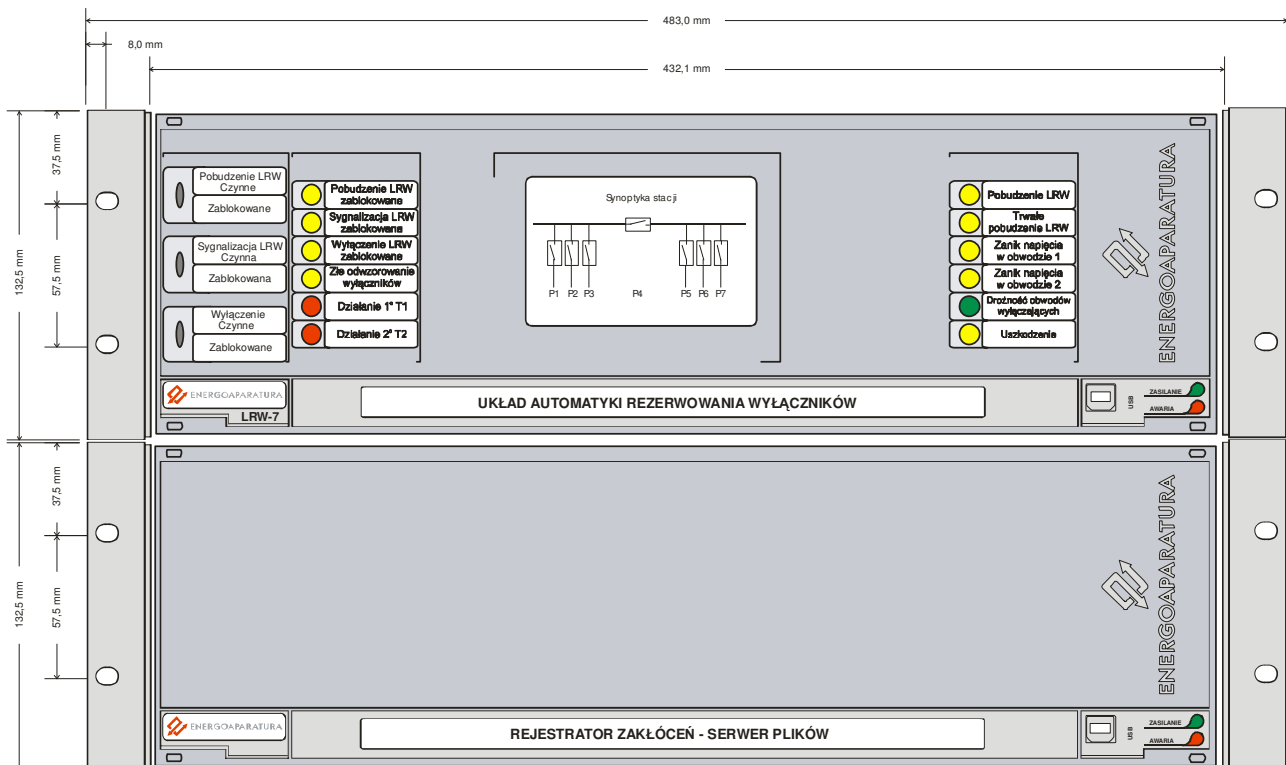 483,0 mm
8,0 mm
432,1 mm
132,5 mm
37,5 mm
57,5 mm
Pobudzenie LRW
Czynne
Zablokowane
Sygnalizacja LRW
Czynna
Zablokowana
Wyłączenie
Czynne
Zablokowane
Pobudzenie LRW
zablokowane
Sygnalizacja LRW
zablokowane
Wyłączenie LRW
zablokowane
Złe odwzorowanie
wyłączników
Działanie 1° T1
Działanie 2° T2
Synoptyka stacji
P1 P2 P3 P4 P5 P6 P7
Pobudzenie LRW
Trwałe
pobudzenie LRW
Zanik napięcia
w obwodzie 1
Zanik napięcia
w obwodzie 2
Drożność obwodów
wyłączających
Uszkodzenie
ENERGOAPARATURA
ENERGOAPARATURA
LRW-7
UKŁAD AUTOMATYKI REZERWOWANIA WYŁĄCZNIKÓW
USB
ZASILANIE
AWARIA
132,5 mm
37,5 mm
57,5 mm
ENERGOAPARATURA
ENERGOAPARATURA
REJESTRATOR ZAKŁÓCEŃ - SERWER PLIKÓW
USB
ZASILANIE
AWARIA